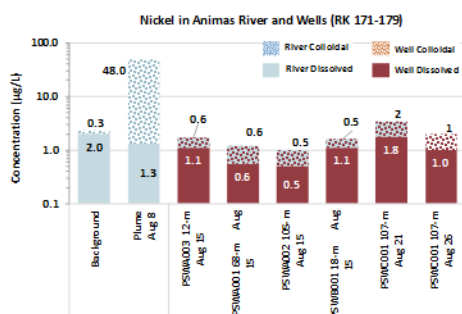 Nickel in Animas River and Wells (RK 171-179)
River Colloidal
Well Colloidal
River Dissolved
Well Dissolved
Concentration (µg/L)
100.0
10.0
1.0
0.1
0.3
2.0
48.0
1.3
0.6
1.1
0.6
0.6
0.5
0.5
0.5
1.1
2
1.8
1
1.0
Background
Plume
Aug 8
PSWA003 12-m
Aug 15
PSWA001 68-m Aug
15
PSWA002 105-m
Aug 15
PSWB001 18-m Aug
15
PSWC001 107-m
Aug 21
PSWC001 107-m
Aug 26